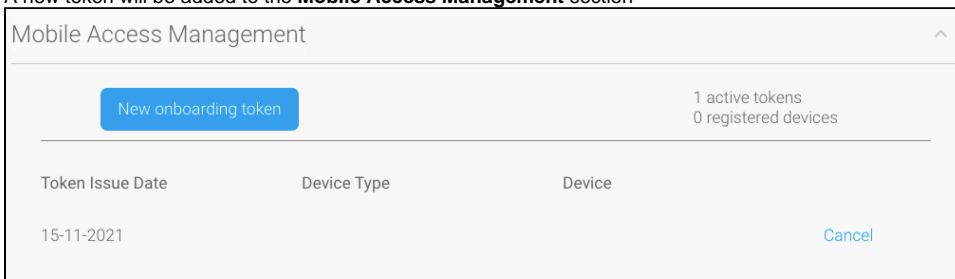 A new token will be added to the Mobile Access Management section
Mobile Access Management
New onboarding token
1 active tokens
0 registered devices
Token Issue Date Device Type Device
15-11-2021 Cancel